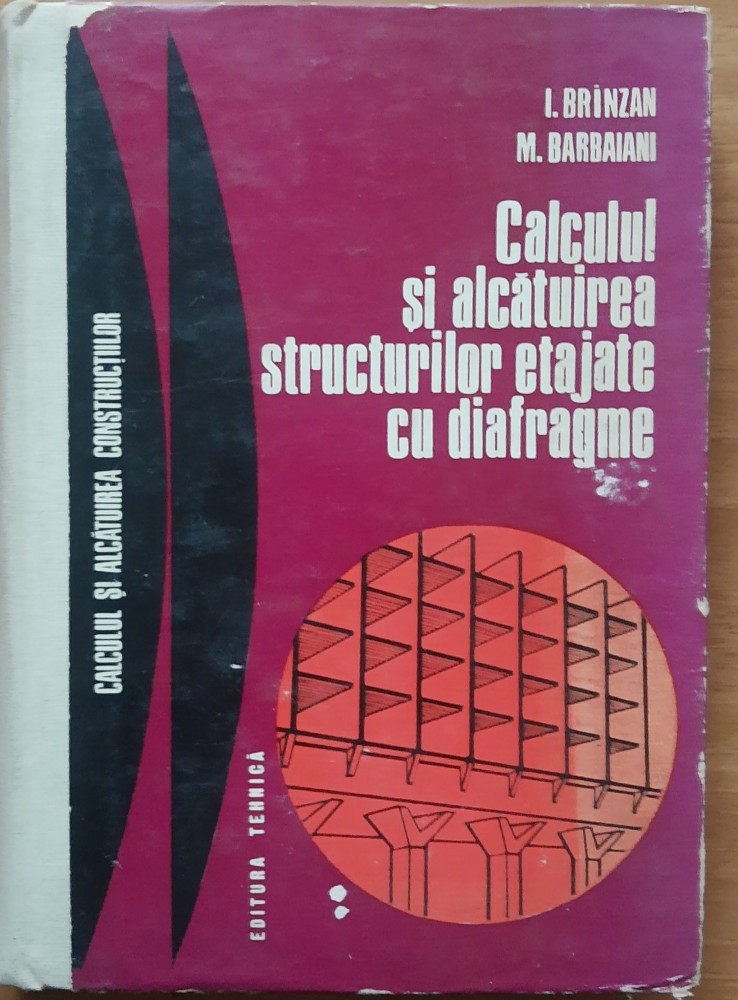 I. BRÎNZAN
M. BARBAIANI
Calculul
și alcătuirea
structurilor etajate
cu diafragme
CALCULUL ȘI ALCĂTUIREA CONSTRUCȚIILOR
EDITURA TEHNICĂ